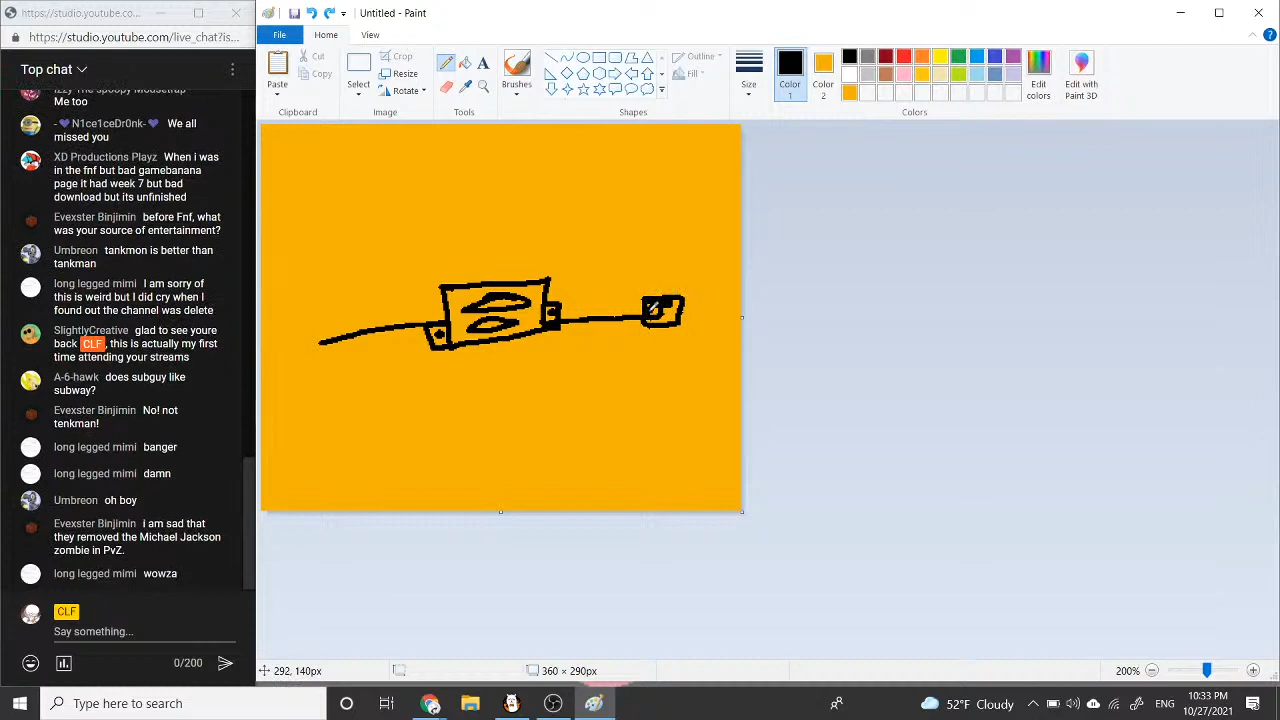 https://studio.youtube.co...
Untitled - Paint
https://studio.youtube.com/live_chat?is...
File
Home
View
Top chat
Paste
Cut
Copy
Clipboard
Select
Crop
Resize
Rotate
Image
A
Tools
Brushes
Outline
Fill
Shapes
Size
Color
1
Color
2
Edit
colors
Edit with
Paint 3D
Colors
Me too
-💜N1ce1ceDr0nk-💜 We all
missed you
XD Productions Playz When i was
in the fnf but bad gamebanana
page it had week 7 but bad
download but its unfinished
Evexster Binjimin before Fnf, what
was your source of entertainment?
Umbreon tankmon is better than
tankman
long legged mimi I am sorry of
this is weird but I did cry when I
found out the channel was delete
SlightlyCreative glad to see youre
back CLF, this is actually my first
time attending your streams
A-6-hawk does subguy like
subway?
Evexster Binjimin No! not
tenkman!
long legged mimi banger
long legged mimi damn
Umbreon oh boy
Evexster Binjimin i am sad that
they removed the Michael Jackson
zombie in PvZ.
long legged mimi wowza
CLF
Say something...
0/200
292, 140px
360 × 290px
200%
Type here to search
52°F Cloudy
ENG
10:33 PM
10/27/2021